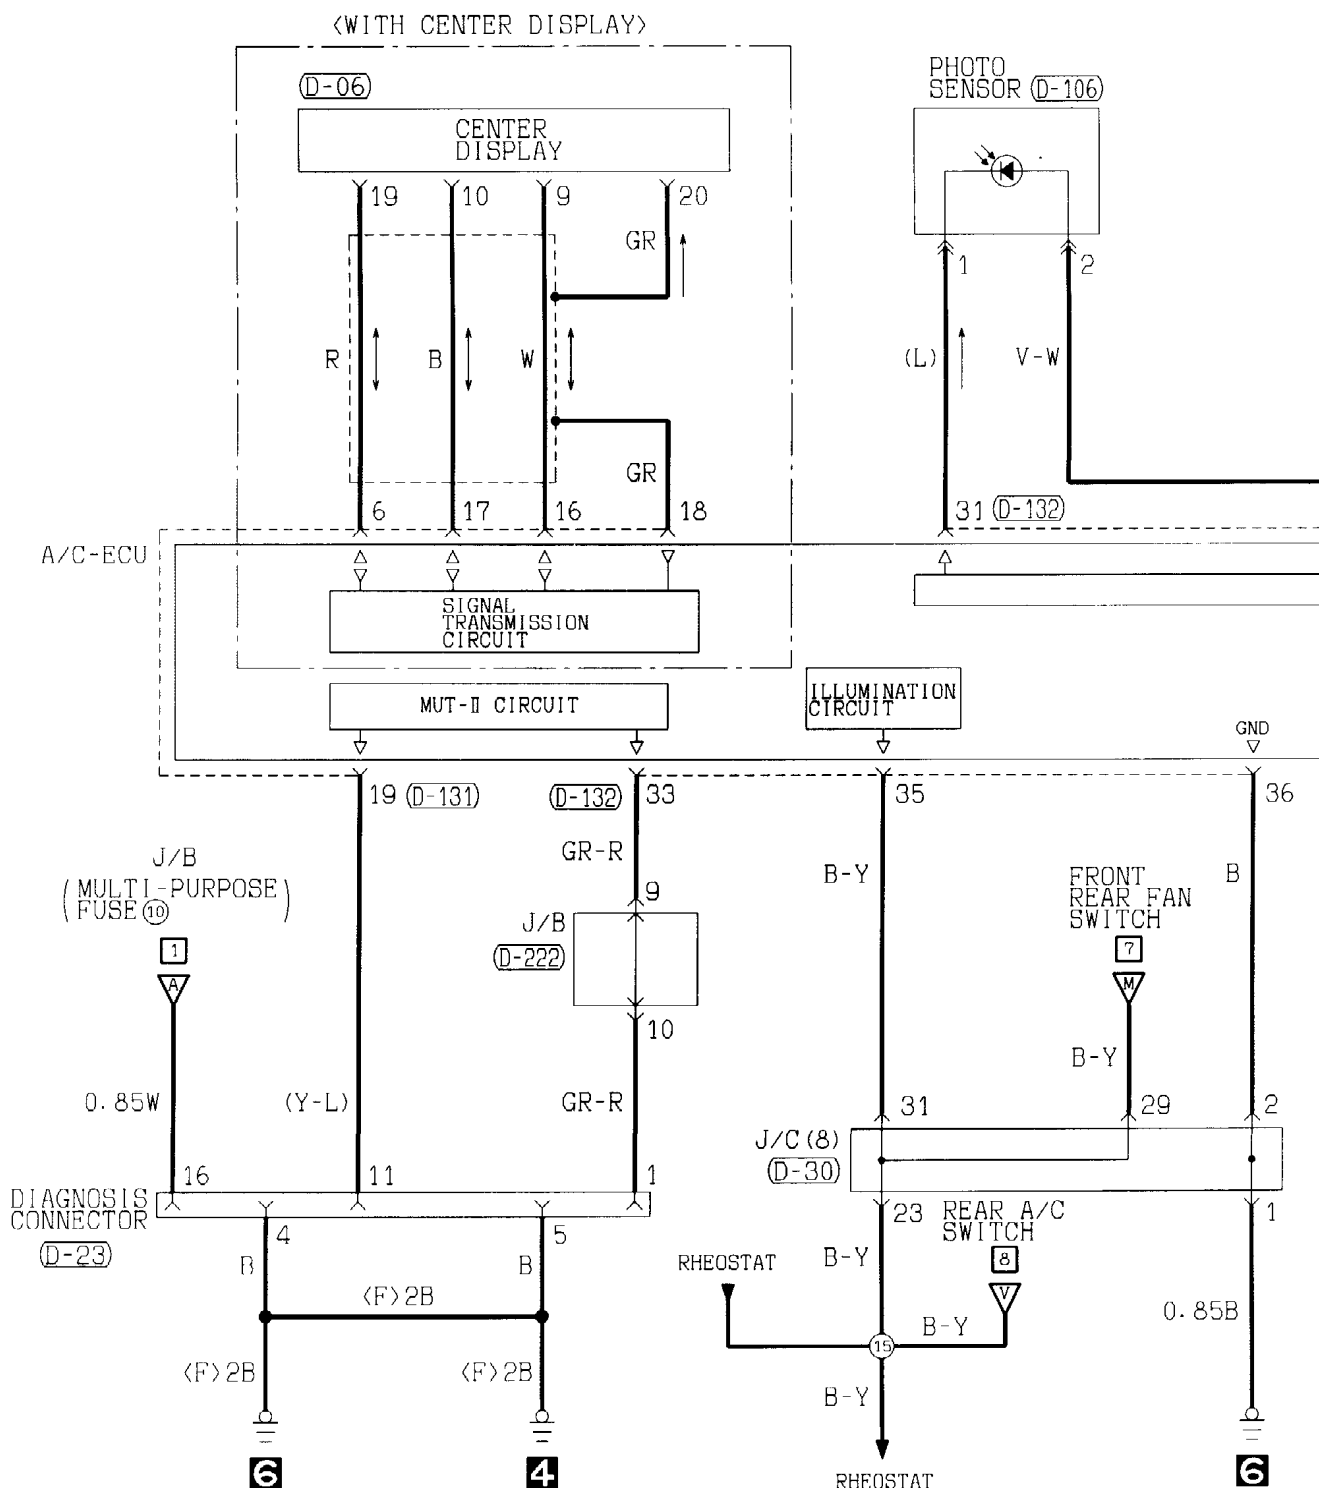 <WITH CENTER DISPLAY>
D-06
CENTER
DISPLAY
PHOTO
SENSOR D-106
19 10 9 20
GR
1 2
R B W
(L) V-W
GR
6 17 16 18
31 D-132
A/C-ECU
SIGNAL
TRANSMISSION
CIRCUIT
MUT-II CIRCUIT
ILLUMINATION
CIRCUIT
GND
19 D-131
D-132 33
35
36
J/B
(MULTI-PURPOSE
FUSE 10)
1
A
GR-R
9
J/B
D-222
10
B-Y
FRONT
REAR FAN
SWITCH
7
M
B
B-Y
0.85W
(Y-L)
GR-R
31 29 2
J/C(8)
D-30
16 11 1
DIAGNOSIS
CONNECTOR
D-23
4 5
B B
<F>2B
<F>2B <F>2B
6 4
23
REAR A/C
SWITCH
8
V
1
RHEOSTAT
B-Y
B-Y
15
0.85B
B-Y
RHEOSTAT
6